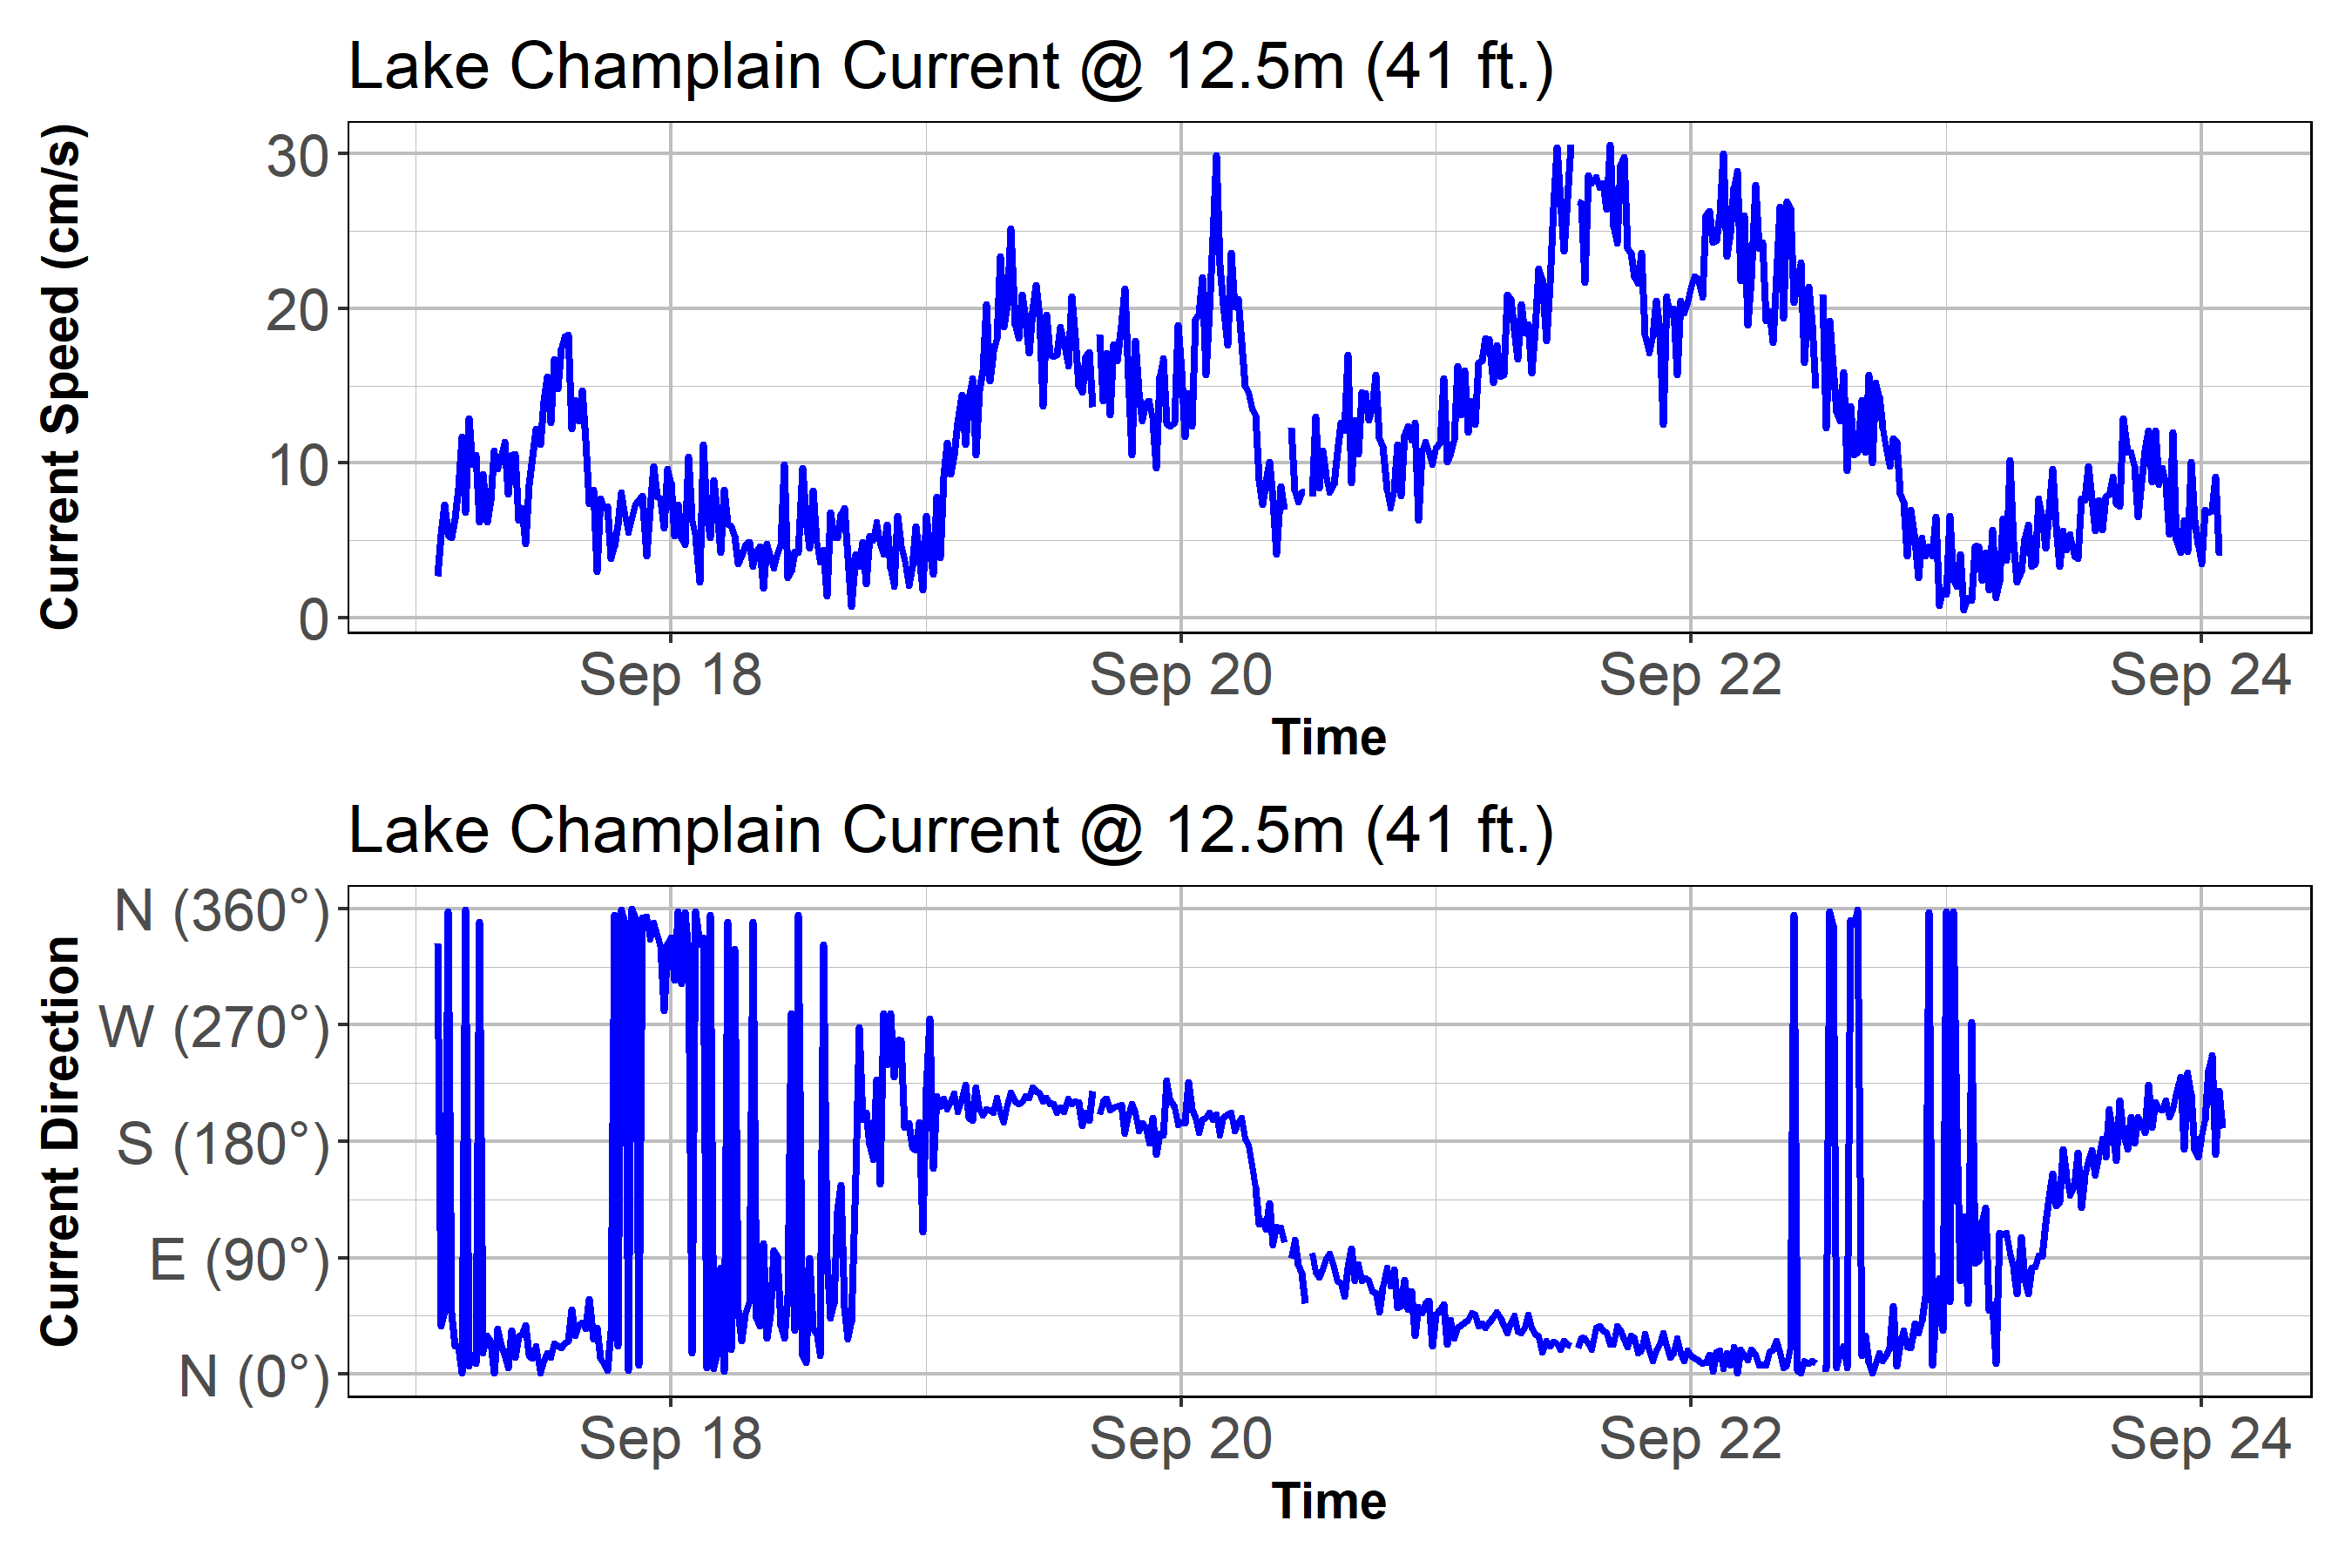 Lake Champlain Current @ 12.5m (41 ft.)
Current Speed (cm/s)
30
20
10
0
Sep 18 Sep 20 Sep 22 Sep 24
Time
Lake Champlain Current @ 12.5m (41 ft.)
Current Direction
N (360°)
W (270°)
S (180°)
E (90°)
N (0°)
Sep 18 Sep 20 Sep 22 Sep 24
Time